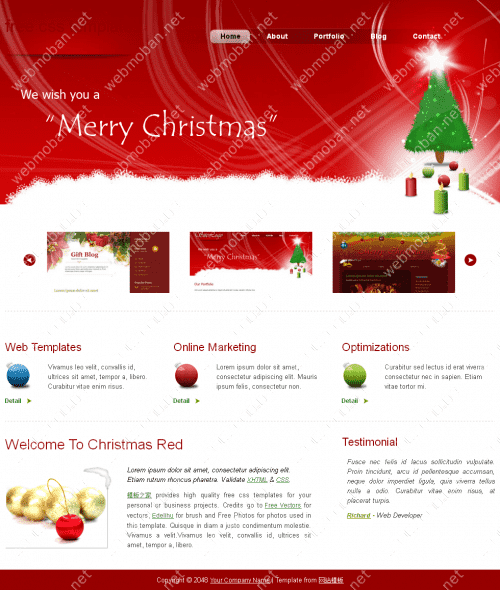 Home About Portfolio Blog Contact
We wish you a
“Merry Christmas”
Gift Blog
Merry Christmas
Web Templates
Vivamus velit leo, convallis id,
ultrices sit amet, tempor a, libero.
Curabitur vitae enim risus.
Detail
Online Marketing
Lorem ipsum dolor sit amet,
consectetur adipiscing elit. Mauris
ipsum felis, consectetur non.
Detail
Optimizations
Curabitur sed lectus id erat viverra
consectetur nec in sapien. Etiam
vitae tortor mi.
Detail
Welcome To Christmas Red
Lorem ipsum dolor sit amet, consectetur adipiscing elit.
Etiam rutrum rhoncus pharetra. Validate XHTML & CSS.
模板之家 provides high quality free css templates for your
personal or business projects. Credits go to Free Vectors for
vectors, Edelihu for brush and Free Photos for photos used in
this template. Quisque in diam a justo condimentum molestie.
Vivamus a velit.Vivamus leo velit, convallis id, ultrices sit
amet, tempor a, libero.
Testimonial
Fusce nec felis id lacus sollicitudin vulputate.
Proin tincidunt, arcu id pellentesque accumsan,
neque dolor imperdiet ligula, quis viverra tellus
nulla a odio. Curabitur vitae enim risus, at
placerat turpis.
Richard - Web Developer
Copyright © 2048 Your Company Name | Template from 网站模板
webmoban.net